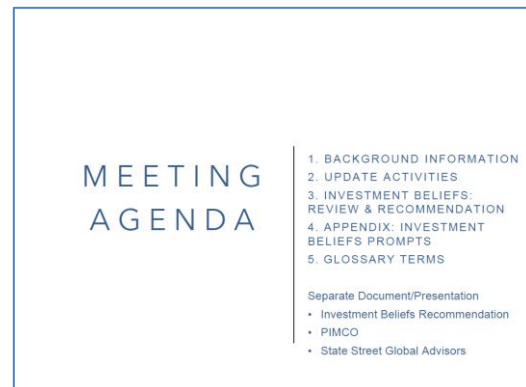 MEETING
AGENDA
1. BACKGROUND INFORMATION
2. UPDATE ACTIVITIES
3. INVESTMENT BELIEFS:
REVIEW & RECOMMENDATION
4. APPENDIX: INVESTMENT
BELIEFS PROMPTS
5. GLOSSARY TERMS
Separate Document/Presentation
• Investment Beliefs Recommendation
• PIMCO
• State Street Global Advisors